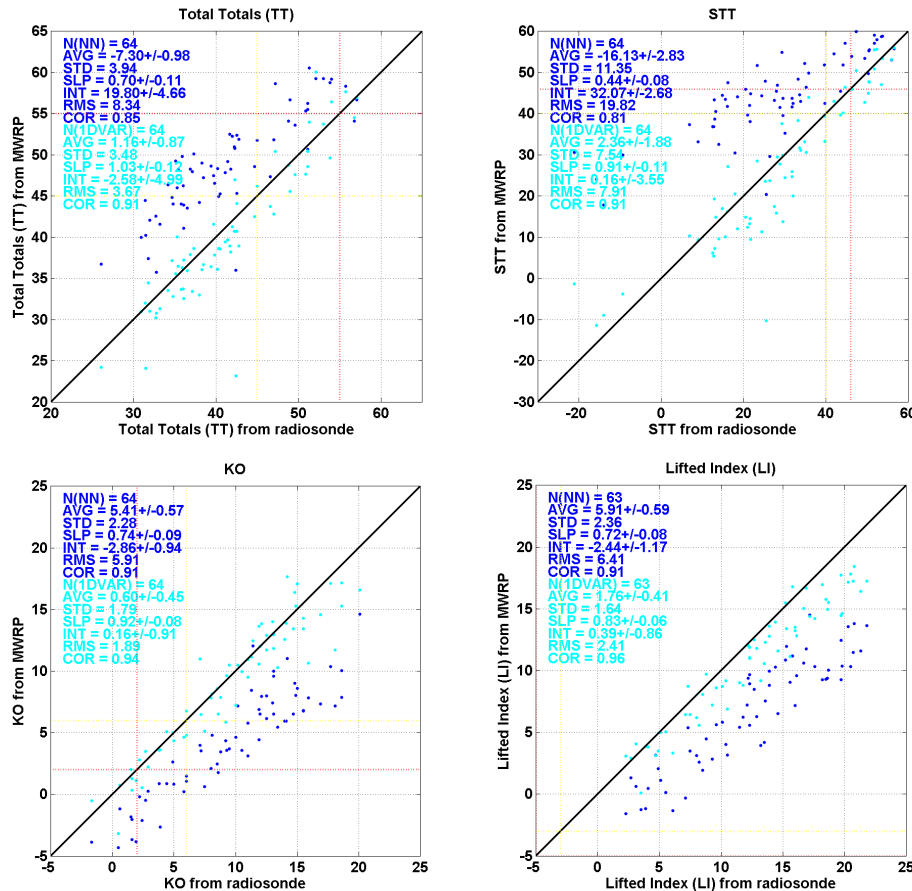 Total Totals (TT)
65
60
55
50
45
40
35
30
25
20
20
30
40
50
60
Total Totals (TT) from MWRP
Total Totals (TT) from radiosonde
N(NN) = 64
AVG = -7.30+/-0.98
STD = 3.94
SLP = 0.70+/-0.11
INT = 19.80+/-4.66
RMS = 8.34
COR = 0.85
N(1DVAR) = 64
AVG = 1.16+/-0.87
STD = 3.48
SLP = 1.03+/-0.12
INT = -2.58+/-4.99
RMS = 3.67
COR = 0.91
STT
60
50
40
30
20
10
0
-10
-20
-30
-20
0
20
40
60
STT from MWRP
STT from radiosonde
N(NN) = 64
AVG = -16.13+/-2.83
STD = 11.35
SLP = 0.44+/-0.08
INT = 32.07+/-2.68
RMS = 19.82
COR = 0.81
N(1DVAR) = 64
AVG = 2.36+/-1.88
STD = 7.54
SLP = 0.91+/-0.11
INT = 0.16+/-3.55
RMS = 7.91
COR = 0.91
KO
25
20
15
10
5
0
-5
-5
0
5
10
15
20
25
KO from MWRP
KO from radiosonde
N(NN) = 64
AVG = 5.41+/-0.57
STD = 2.28
SLP = 0.74+/-0.09
INT = -2.86+/-0.94
RMS = 5.91
COR = 0.91
N(1DVAR) = 64
AVG = 0.60+/-0.45
STD = 1.79
SLP = 0.92+/-0.08
INT = 0.16+/-0.91
RMS = 1.89
COR = 0.94
Lifted Index (LI)
25
20
15
10
5
0
-5
-5
0
5
10
15
20
25
Lifted Index (LI) from MWRP
Lifted Index (LI) from radiosonde
N(NN) = 63
AVG = 5.91+/-0.59
STD = 2.36
SLP = 0.72+/-0.08
INT = -2.44+/-1.17
RMS = 6.41
COR = 0.91
N(1DVAR) = 63
AVG = 1.76+/-0.41
STD = 1.64
SLP = 0.83+/-0.06
INT = 0.39+/-0.86
RMS = 2.41
COR = 0.96